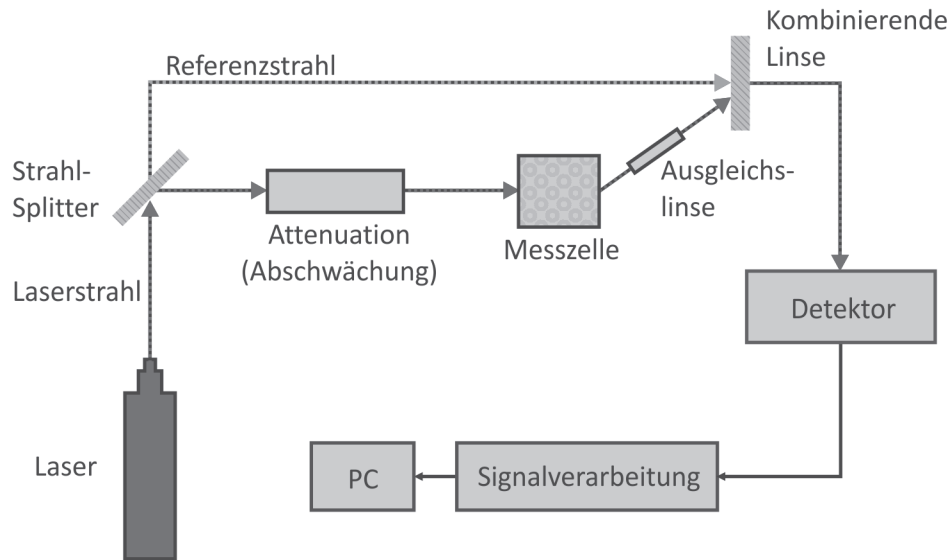 Kombinierende
Linse
Referenzstrahl
Strahl-
Splitter
Ausgleichs-
linse
Attenuation
(Abschwächung)
Messzelle
Laserstrahl
Detektor
Laser
PC
Signalverarbeitung